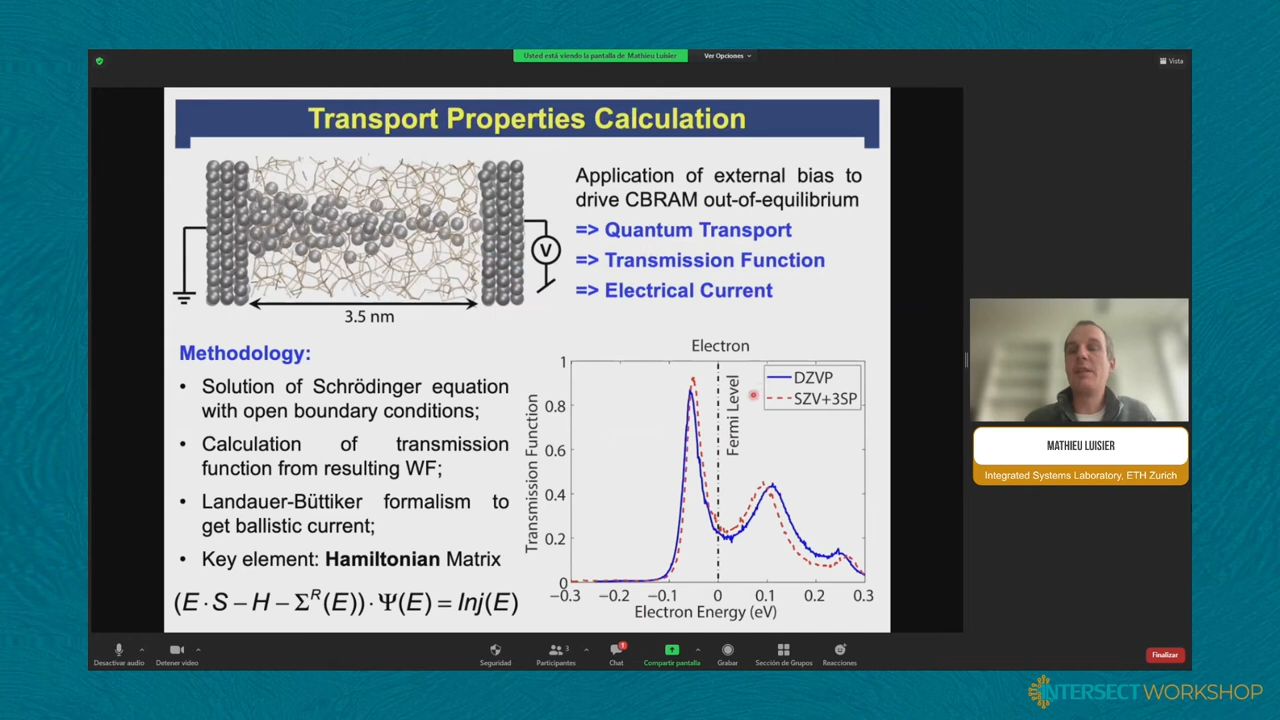 Usted está viendo la pantalla de Mathieu Luisier
Ver Opciones
Vista
Transport Properties Calculation
V
3.5 nm
Application of external bias to
drive CBRAM out-of-equilibrium
=> Quantum Transport
=> Transmission Function
=> Electrical Current
Methodology:
• Solution of Schrödinger equation
with open boundary conditions;
• Calculation of transmission
function from resulting WF;
• Landauer-Büttiker formalism to
get ballistic current;
• Key element: Hamiltonian Matrix
(E·S−H−Σ^R(E))·Ψ(E)=Inj(E)
Electron
Transmission Function
1
0.8
0.6
0.4
0.2
0
Fermi Level
DZVP
SZV+3SP
−0.3 −0.2 −0.1 0 0.1 0.2 0.3
Electron Energy (eV)
MATHIEU LUISIER
Integrated Systems Laboratory, ETH Zurich
Desactivar audio
Detener video
Seguridad
Participantes
3
Chat
1
Compartir pantalla
Grabar
Sección de Grupos
Reacciones
Finalizar
INTERSECT WORKSHOP